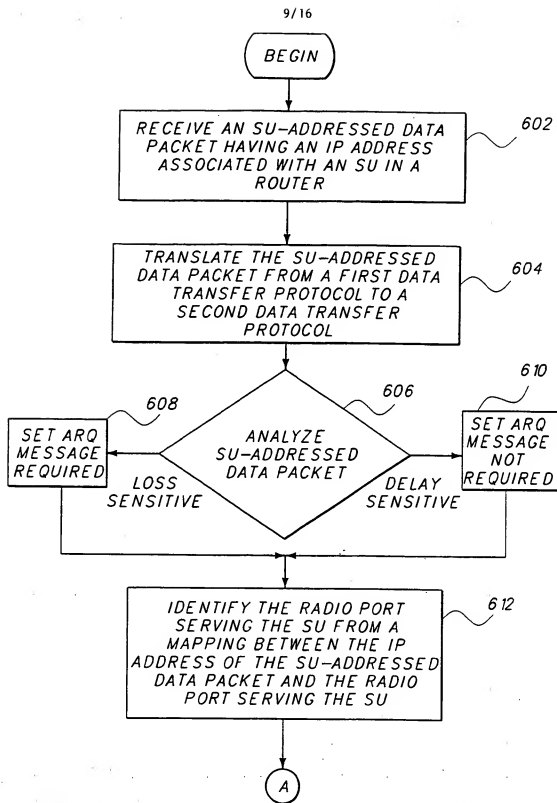 9/16
BEGIN
RECEIVE AN SU-ADDRESSED DATA
PACKET HAVING AN IP ADDRESS
ASSOCIATED WITH AN SU IN A
ROUTER
602
TRANSLATE THE SU-ADDRESSED
DATA PACKET FROM A FIRST DATA
TRANSFER PROTOCOL TO A
SECOND DATA TRANSFER
PROTOCOL
604
606
608
610
SET ARQ
MESSAGE
REQUIRED
ANALYZE
SU-ADDRESSED
DATA PACKET
SET ARQ
MESSAGE
NOT
REQUIRED
LOSS
SENSITIVE
DELAY
SENSITIVE
IDENTIFY THE RADIO PORT
SERVING THE SU FROM A
MAPPING BETWEEN THE IP
ADDRESS OF THE SU-ADDRESSED
DATA PACKET AND THE RADIO
PORT SERVING THE SU
612
A